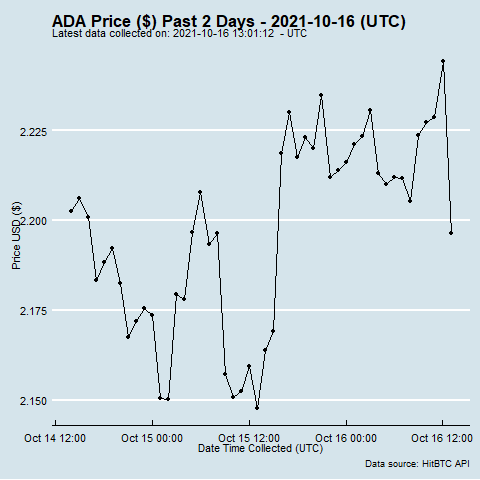 ADA Price ($) Past 2 Days - 2021-10-16 (UTC)
Latest data collected on: 2021-10-16 13:01:12 - UTC
Price USD ($)
2.225
2.200
2.175
2.150
Oct 14 12:00 Oct 15 00:00 Oct 15 12:00 Oct 16 00:00 Oct 16 12:00
Date Time Collected (UTC)
Data source: HitBTC API